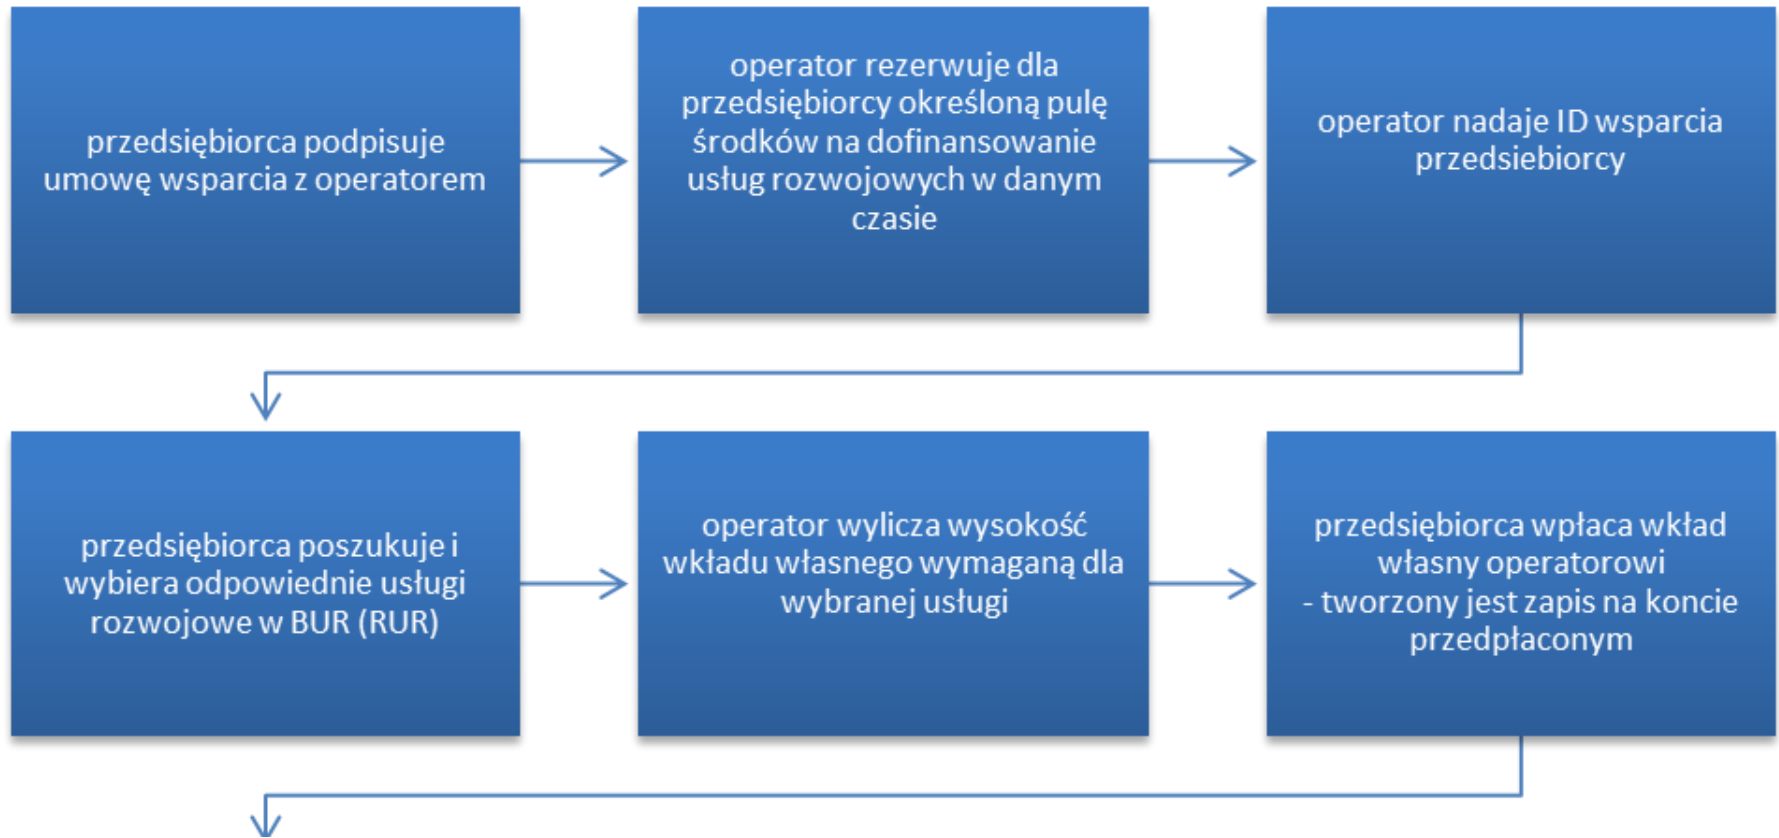 przedsiębiorca podpisuje
umowę wsparcia z operatorem
operator rezerwuje dla
przedsiębiorcy określoną pulę
środków na dofinansowanie
usług rozwojowych w danym
czasie
operator nadaje ID wsparcia
przedsiebiorcy
przedsiębiorca poszukuje i
wybiera odpowiednie usługi
rozwojowe w BUR (RUR)
operator wylicza wysokość
wkładu własnego wymaganą dla
wybranej usługi
przedsiębiorca wpłaca wkład
własny operatorowi
- tworzony jest zapis na koncie
przedpłaconym